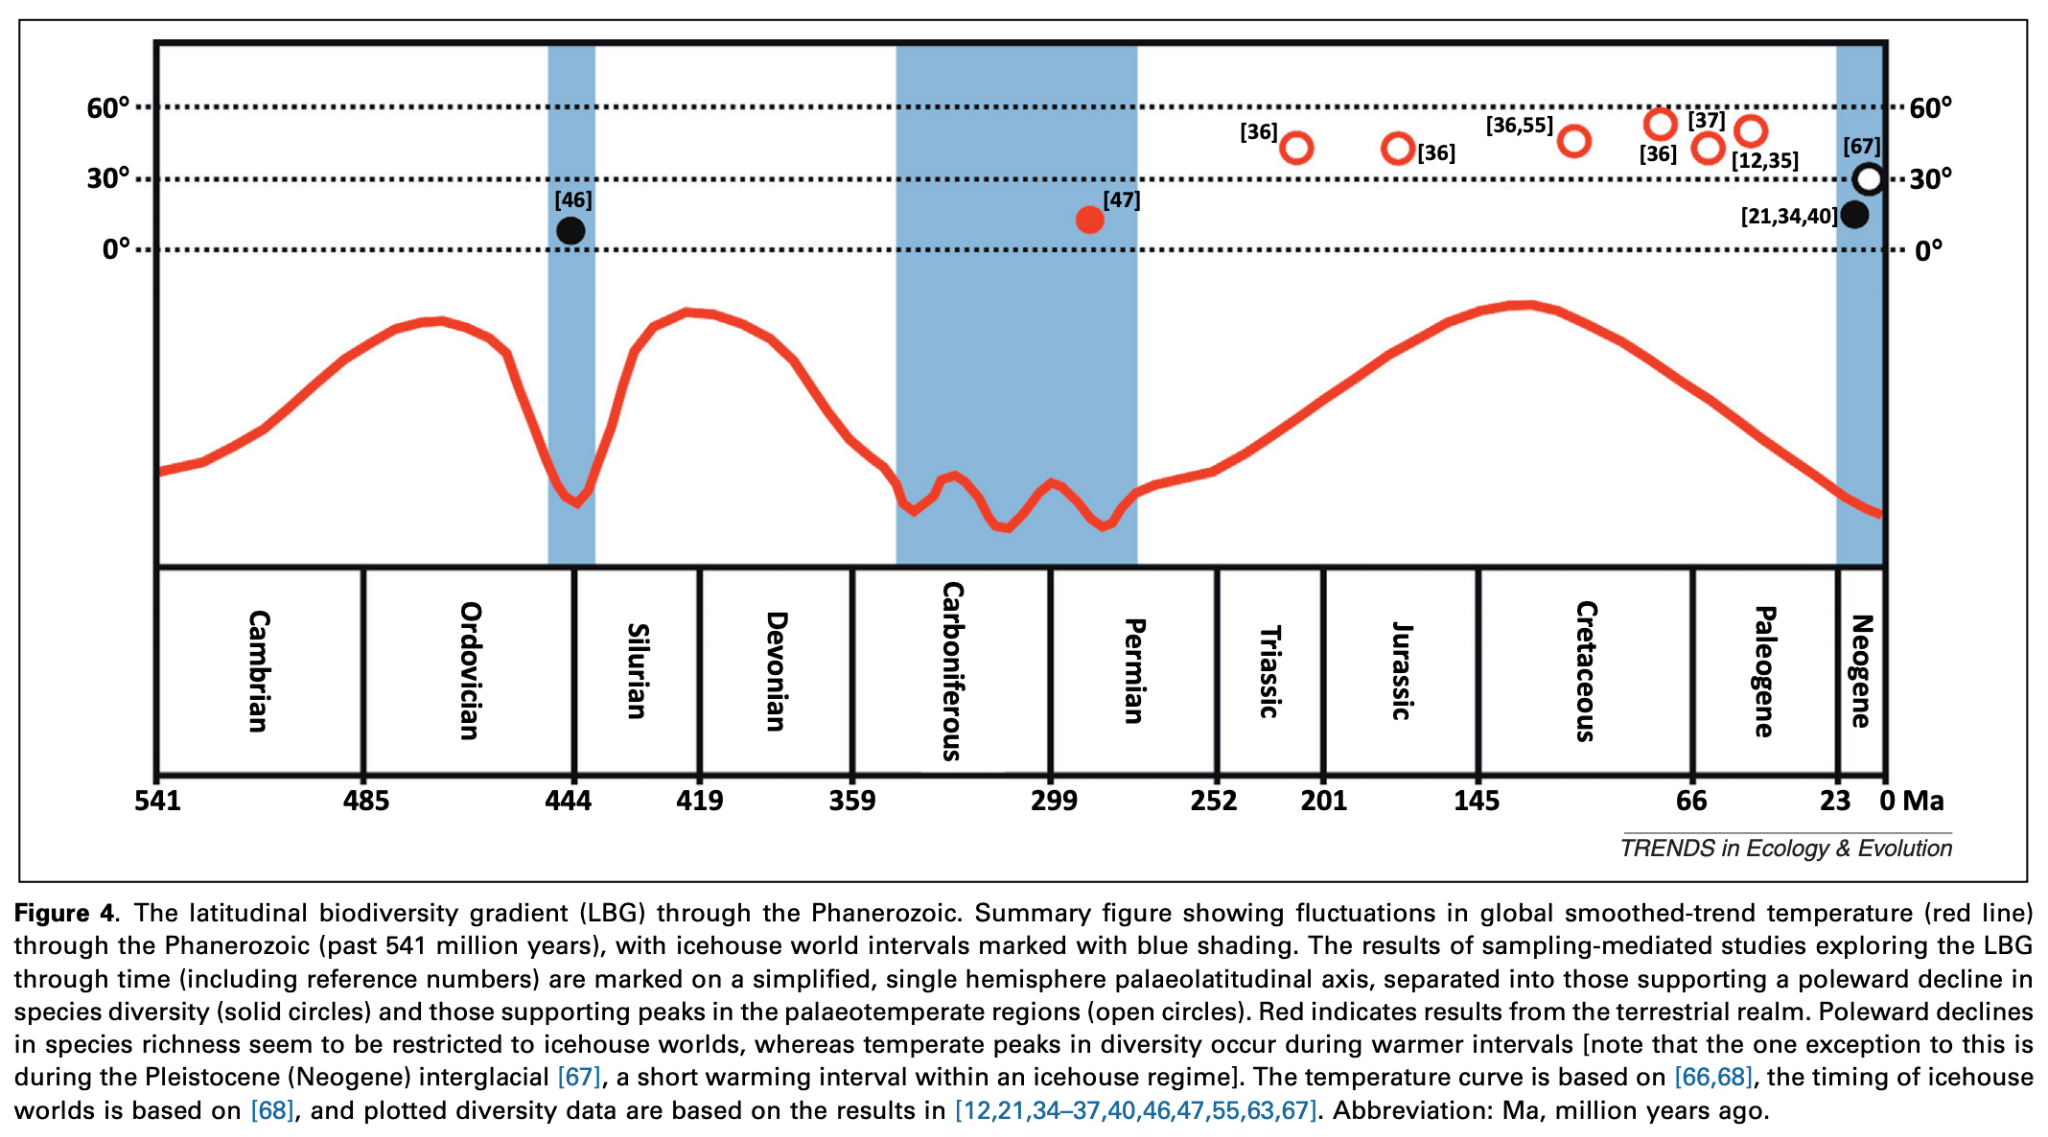 60° 60°
[36] [36] [36,55] [36] [37] [12,35] [67]
30° 30°
[46] [47] [21,34,40]
0° 0°
Cambrian
Ordovician
Silurian
Devonian
Carboniferous
Permian
Triassic
Jurassic
Cretaceous
Paleogene
Neogene
541 485 444 419 359 299 252 201 145 66 23 0 Ma
TRENDS in Ecology & Evolution
Figure 4. The latitudinal biodiversity gradient (LBG) through the Phanerozoic. Summary figure showing fluctuations in global smoothed-trend temperature (red line)
through the Phanerozoic (past 541 million years), with icehouse world intervals marked with blue shading. The results of sampling-mediated studies exploring the LBG
through time (including reference numbers) are marked on a simplified, single hemisphere palaeolatitudinal axis, separated into those supporting a poleward decline in
species diversity (solid circles) and those supporting peaks in the palaeotemperate regions (open circles). Red indicates results from the terrestrial realm. Poleward declines
in species richness seem to be restricted to icehouse worlds, whereas temperate peaks in diversity occur during warmer intervals [note that the one exception to this is
during the Pleistocene (Neogene) interglacial [67], a short warming interval within an icehouse regime]. The temperature curve is based on [66,68], the timing of icehouse
worlds is based on [68], and plotted diversity data are based on the results in [12,21,34–37,40,46,47,55,63,67]. Abbreviation: Ma, million years ago.